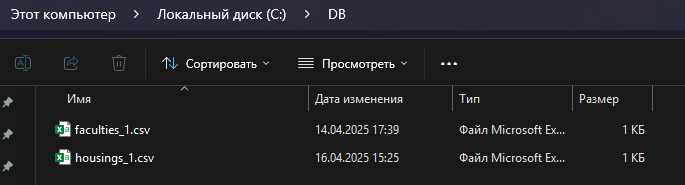 Этот компьютер > Локальный диск (C:) > DB
Сортировать Просмотреть •••
Имя Дата изменения Тип Размер
faculties_1.csv 14.04.2025 17:39 Файл Microsoft Ex... 1 КБ
housings_1.csv 16.04.2025 15:25 Файл Microsoft Ex... 1 КБ